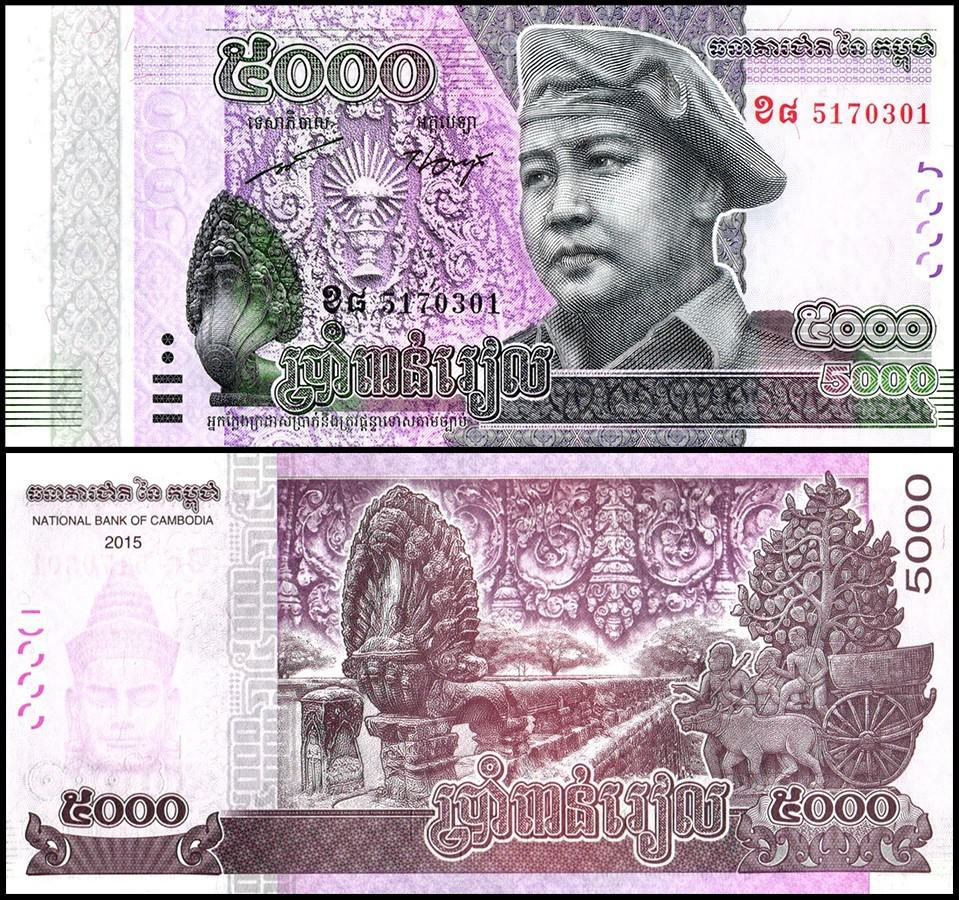 ៥០០០
ធនាគារជាតិ នៃ កម្ពុជា
ខ៨ 5170301
ទេសាភិបាល
អគ្គបេឡា
ខ៨ 5170301
ប្រាំពាន់រៀល
៥០០០
5000
5000
អ្នកក្លែងក្រដាសប្រាក់នឹងត្រូវផ្ដន្ទាទោសតាមច្បាប់
ធនាគារជាតិ នៃ កម្ពុជា
NATIONAL BANK OF CAMBODIA
2015
5000
៥០០០
ប្រាំពាន់រៀល
៥០០០